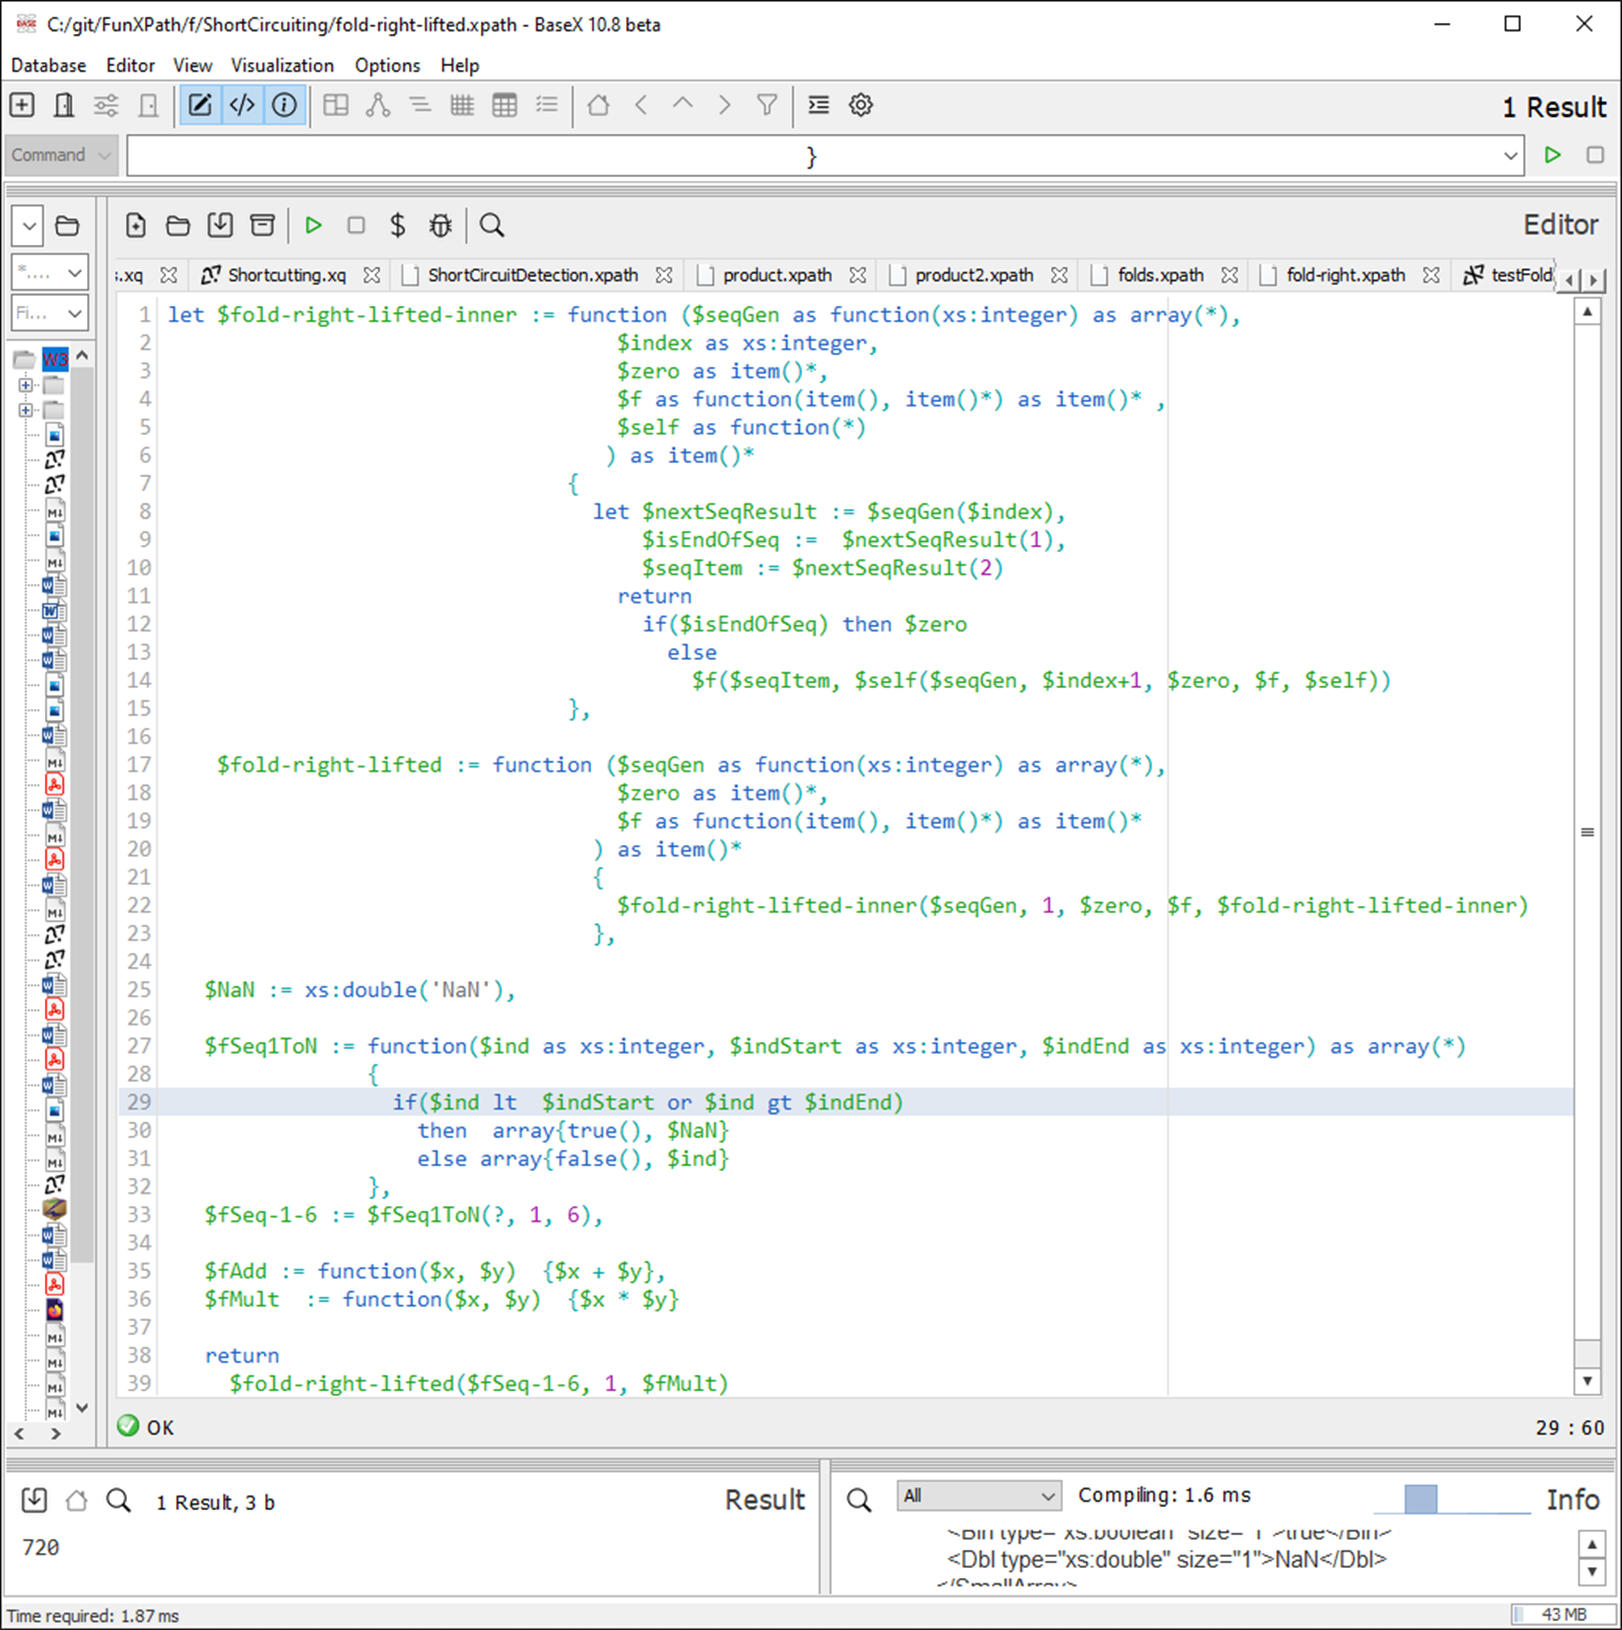 C:/git/FunXPath/f/ShortCircuiting/fold-right-lifted.xpath - BaseX 10.8 beta
Database Editor View Visualization Options Help
1 Result
Command }
Editor
*.... s.xq Shortcutting.xq ShortCircuitDetection.xpath product.xpath product2.xpath folds.xpath fold-right.xpath testFold
Fi...
W3
1 let $fold-right-lifted-inner := function ($seqGen as function(xs:integer) as array(*),
2 $index as xs:integer,
3 $zero as item()*,
4 $f as function(item(), item()*) as item()* ,
5 $self as function(*)
6 ) as item()*
7 {
8 let $nextSeqResult := $seqGen($index),
9 $isEndOfSeq :=  $nextSeqResult(1),
10 $seqItem := $nextSeqResult(2)
11 return
12 if($isEndOfSeq) then $zero
13 else
14 $f($seqItem, $self($seqGen, $index+1, $zero, $f, $self))
15 },
16
17 $fold-right-lifted := function ($seqGen as function(xs:integer) as array(*),
18 $zero as item()*,
19 $f as function(item(), item()*) as item()*
20 ) as item()*
21 {
22 $fold-right-lifted-inner($seqGen, 1, $zero, $f, $fold-right-lifted-inner)
23 },
24
25 $NaN := xs:double('NaN'),
26
27 $fSeq1ToN := function($ind as xs:integer, $indStart as xs:integer, $indEnd as xs:integer) as array(*)
28 {
29 if($ind lt  $indStart or $ind gt $indEnd)
30 then  array{true(), $NaN}
31 else array{false(), $ind}
32 },
33 $fSeq-1-6 := $fSeq1ToN(?, 1, 6),
34
35 $fAdd := function($x, $y)  {$x + $y},
36 $fMult  := function($x, $y)  {$x * $y}
37
38 return
39 $fold-right-lifted($fSeq-1-6, 1, $fMult)
OK 29 : 60
1 Result, 3 b Result
720
All Compiling: 1.6 ms Info
<Bln type="xs:boolean" size="1">true</Bln>
<Dbl type="xs:double" size="1">NaN</Dbl>
</SmallArray>
Time required: 1.87 ms 43 MB